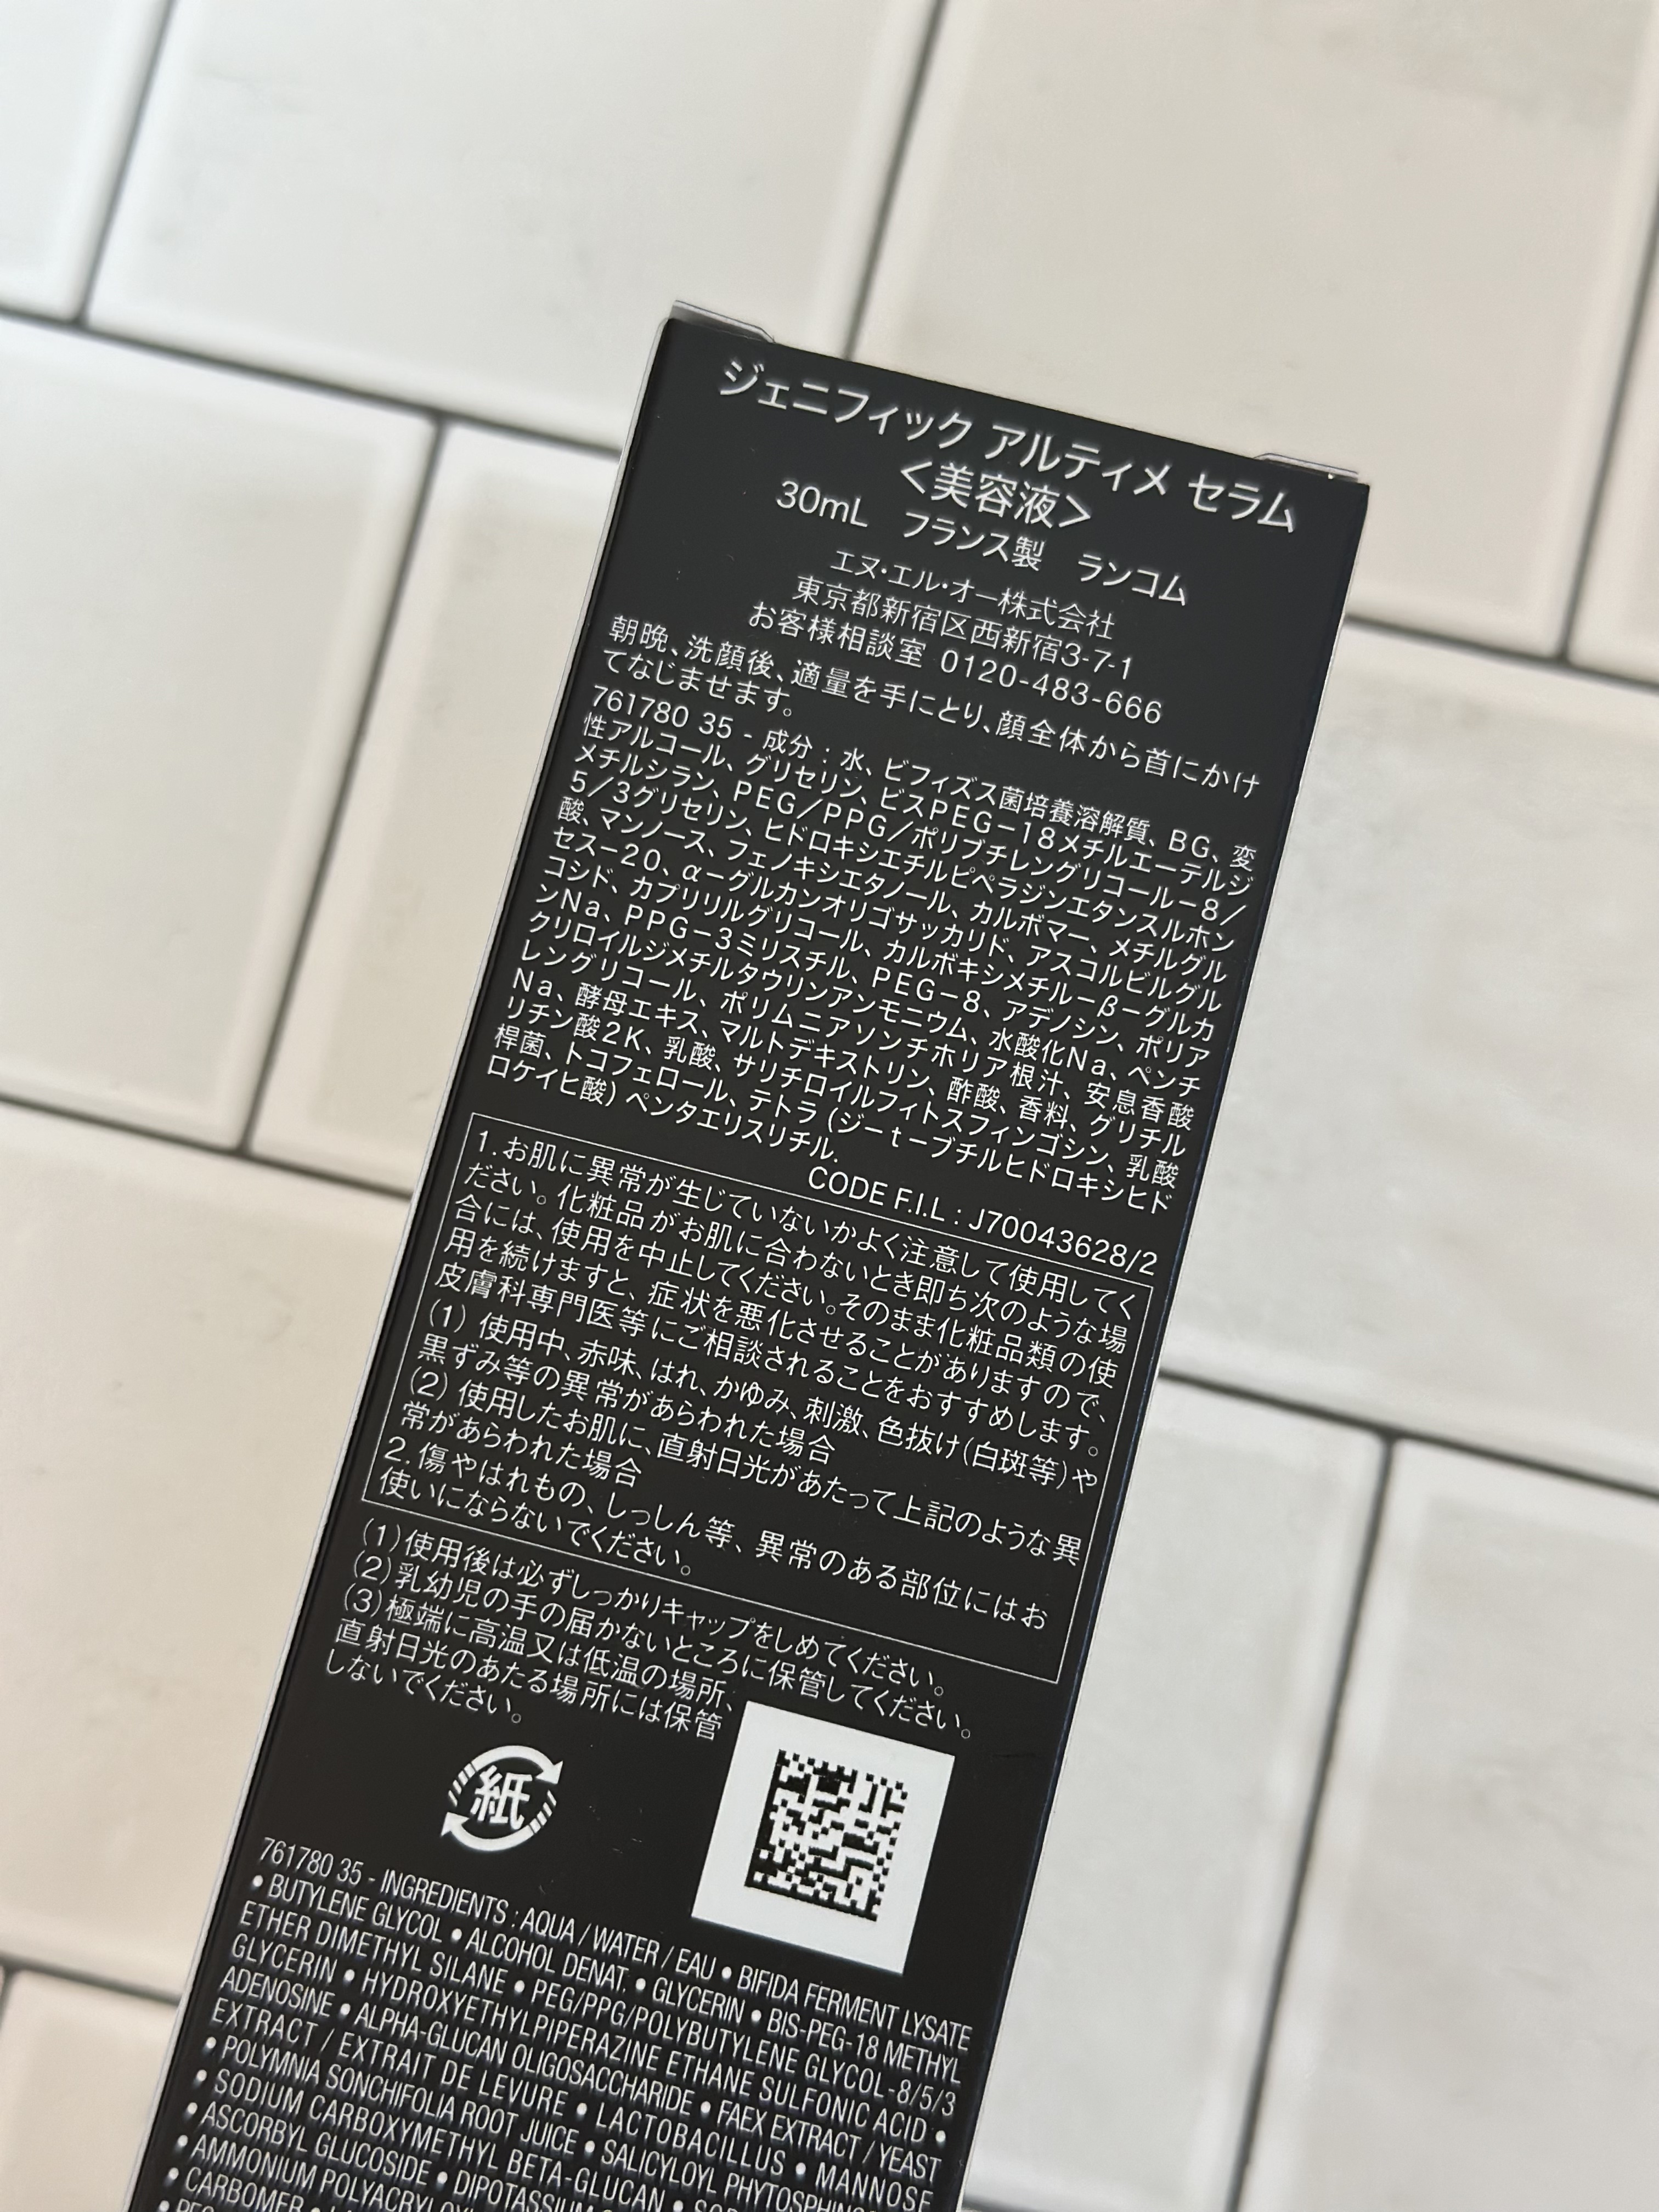 ジェニフィック アルティメ セラム
<美容液>
30mL フランス製 ランコム
エヌ・エル・オー株式会社
東京都新宿区西新宿3-7-1
お客様相談室 0120-483-666
朝晩、洗顔後、適量を手にとり、顔全体から首にかけ
てなじませます。
761780 35 - 成分：水、ビフィズス菌培養溶解質、BG、変
性アルコール、グリセリン、ビスPEG－18メチルエーテルジ
メチルシラン、PEG／PPG／ポリブチレングリコール－8／
5／3グリセリン、ヒドロキシエチルピペラジンエタンスルホン
酸、マンノース、フェノキシエタノール、カルボマー、メチルグル
セス－20、α－グルカンオリゴサッカリド、アスコルビルグル
コシド、カプリリルグリコール、カルボキシメチル－β－グルカ
ンNa、PPG－3ミリスチル、PEG－8、アデノシン、ポリア
クリロイルジメチルタウリンアンモニウム、水酸化Na、ペンチ
レングリコール、ポリムニアソンチホリア根汁、安息香酸
Na、酵母エキス、マルトデキストリン、酢酸、香料、グリチル
リチン酸2K、乳酸、サリチロイルフィトスフィンゴシン、乳酸
桿菌、トコフェロール、テトラ（ジーｔーブチルヒドロキシヒド
ロケイヒ酸）ペンタエリスリチル.
CODE F.I.L : J70043628/2
1. お肌に異常が生じていないかよく注意して使用してく
ださい。化粧品がお肌に合わないとき即ち次のような場
合には、使用を中止してください。そのまま化粧品類の使
用を続けますと、症状を悪化させることがありますので、
皮膚科専門医等にご相談されることをおすすめします。
(1) 使用中、赤味、はれ、かゆみ、刺激、色抜け(白斑等)や
黒ずみ等の異常があらわれた場合
(2) 使用したお肌に、直射日光があたって上記のような異
常があらわれた場合
2. 傷やはれもの、しっしん等、異常のある部位にはお
使いにならないでください。
(1)使用後は必ずしっかりキャップをしめてください。
(2)乳幼児の手の届かないところに保管してください。
(3)極端に高温又は低温の場所、
直射日光のあたる場所には保管
しないでください。
紙
761780 35 - INGREDIENTS : AQUA / WATER / EAU • BIFIDA FERMENT LYSATE
• BUTYLENE GLYCOL • ALCOHOL DENAT. • GLYCERIN • BIS-PEG-18 METHYL
ETHER DIMETHYL SILANE • PEG/PPG/POLYBUTYLENE GLYCOL-8/5/3
GLYCERIN • HYDROXYETHYLPIPERAZINE ETHANE SULFONIC ACID •
ADENOSINE • ALPHA-GLUCAN OLIGOSACCHARIDE • FAEX EXTRACT / YEAST
EXTRACT / EXTRAIT DE LEVURE • LACTOBACILLUS • MANNOSE
• POLYMNIA SONCHIFOLIA ROOT JUICE • SALICYLOYL
• SODIUM CARBOXYMETHYL BETA-GLUCAN •
• ASCORBYL GLUCOSIDE • DIPOTASSIUM
• AMMONIUM
• CARBOMER •